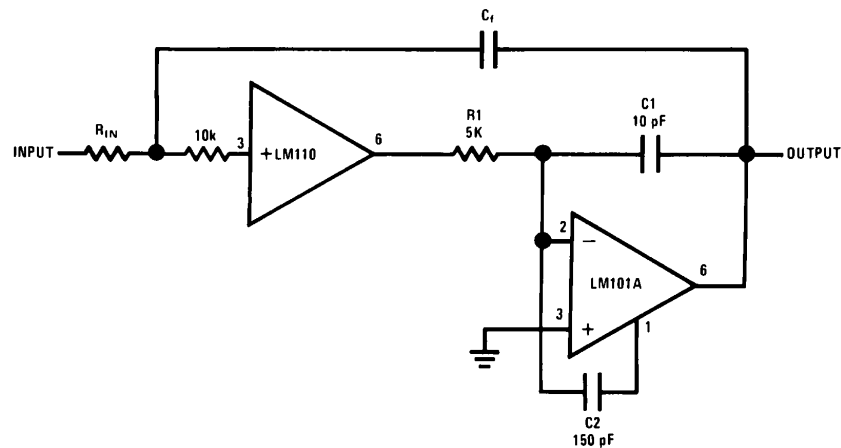 Cf
C1
10 pF
R1
5K
RIN
10k
3
+LM110
6
INPUT
OUTPUT
2
−
LM101A
6
3
+
1
C2
150 pF